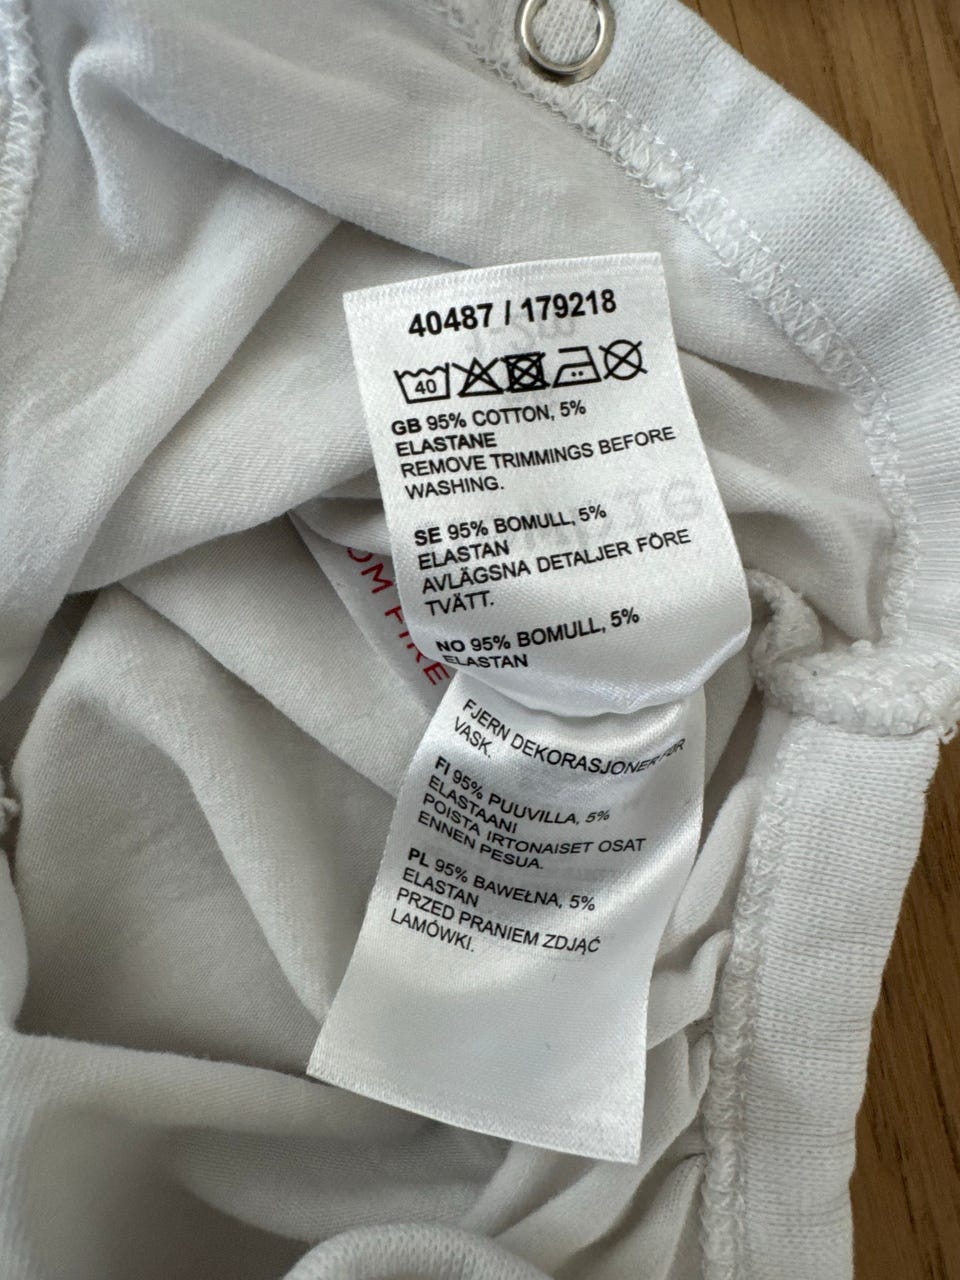 40487 / 179218
40
GB 95% COTTON, 5%
ELASTANE
REMOVE TRIMMINGS BEFORE
WASHING.
SE 95% BOMULL, 5%
ELASTAN
AVLÄGSNA DETALJER FÖRE
TVÄTT.
NO 95% BOMULL, 5%
ELASTAN
FJERN DEKORASJONER FØR
VASK.
FI 95% PUUVILLA, 5%
ELASTAANI
POISTA IRTONAISET OSAT
ENNEN PESUA.
PL 95% BAWEŁNA, 5%
ELASTAN
PRZED PRANIEM ZDJĄĆ
LAMÓWKI.
OM FIRE